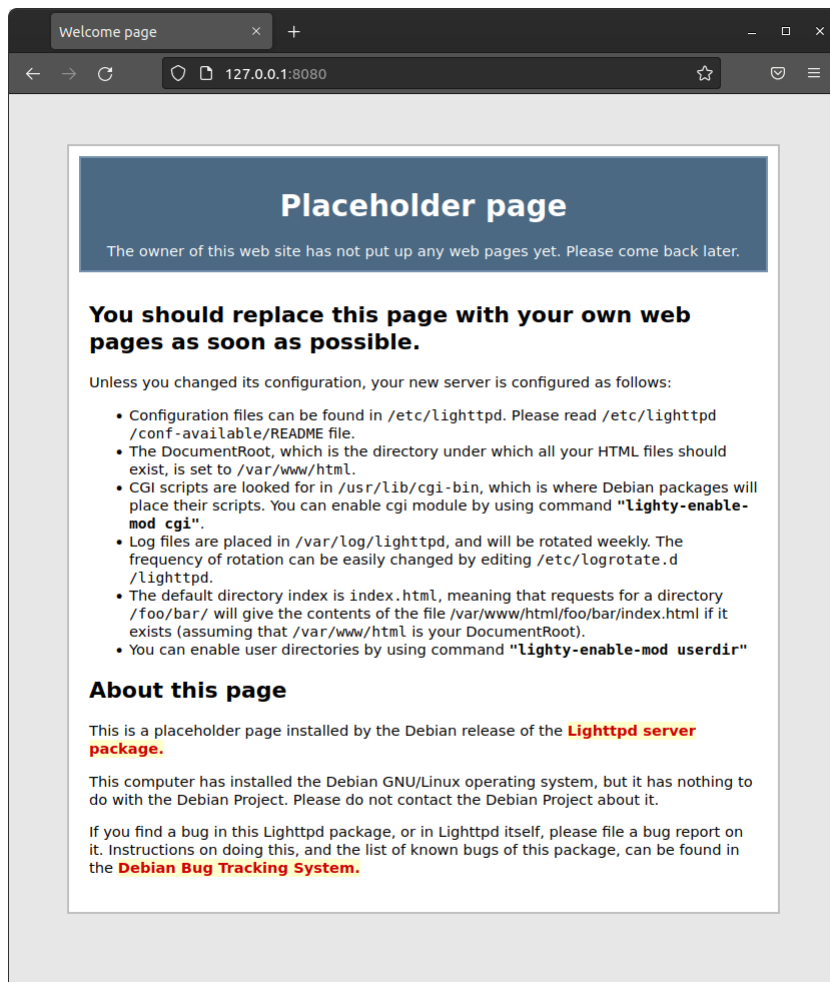 Welcome page
127.0.0.1:8080
Placeholder page
The owner of this web site has not put up any web pages yet. Please come back later.
You should replace this page with your own web
pages as soon as possible.
Unless you changed its configuration, your new server is configured as follows:
• Configuration files can be found in /etc/lighttpd. Please read /etc/lighttpd
/conf-available/README file.
• The DocumentRoot, which is the directory under which all your HTML files should
exist, is set to /var/www/html.
• CGI scripts are looked for in /usr/lib/cgi-bin, which is where Debian packages will
place their scripts. You can enable cgi module by using command "lighty-enable-
mod cgi".
• Log files are placed in /var/log/lighttpd, and will be rotated weekly. The
frequency of rotation can be easily changed by editing /etc/logrotate.d
/lighttpd.
• The default directory index is index.html, meaning that requests for a directory
/foo/bar/ will give the contents of the file /var/www/html/foo/bar/index.html if it
exists (assuming that /var/www/html is your DocumentRoot).
• You can enable user directories by using command "lighty-enable-mod userdir"
About this page
This is a placeholder page installed by the Debian release of the Lighttpd server
package.
This computer has installed the Debian GNU/Linux operating system, but it has nothing to
do with the Debian Project. Please do not contact the Debian Project about it.
If you find a bug in this Lighttpd package, or in Lighttpd itself, please file a bug report on
it. Instructions on doing this, and the list of known bugs of this package, can be found in
the Debian Bug Tracking System.